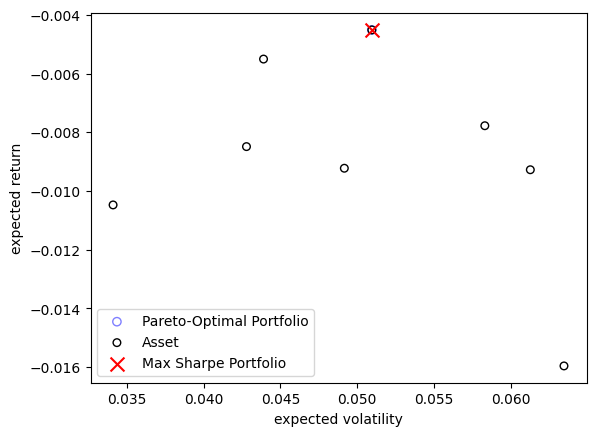 −0.004
−0.006
−0.008
−0.010
−0.012
−0.014
−0.016
expected return
Pareto-Optimal Portfolio
Asset
Max Sharpe Portfolio
0.035 0.040 0.045 0.050 0.055 0.060
expected volatility